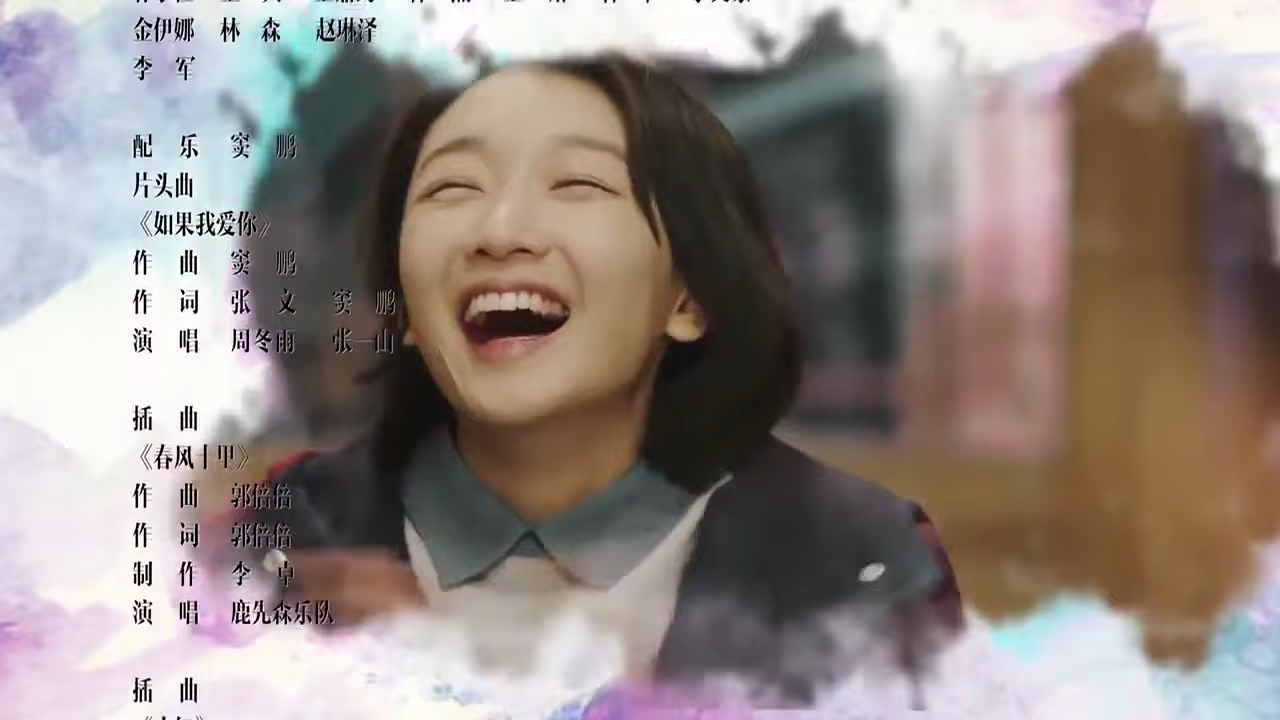 金伊娜 林 森 赵琳泽
李 军
配 乐 窦 鹏
片头曲
《如果我爱你》
作 曲 窦 鹏
作 词 张 文 窦 鹏
演 唱 周冬雨 张一山
插 曲
《春风十里》
作 曲 郭倍倍
作 词 郭倍倍
制 作 李 卓
演 唱 鹿先森乐队
插 曲